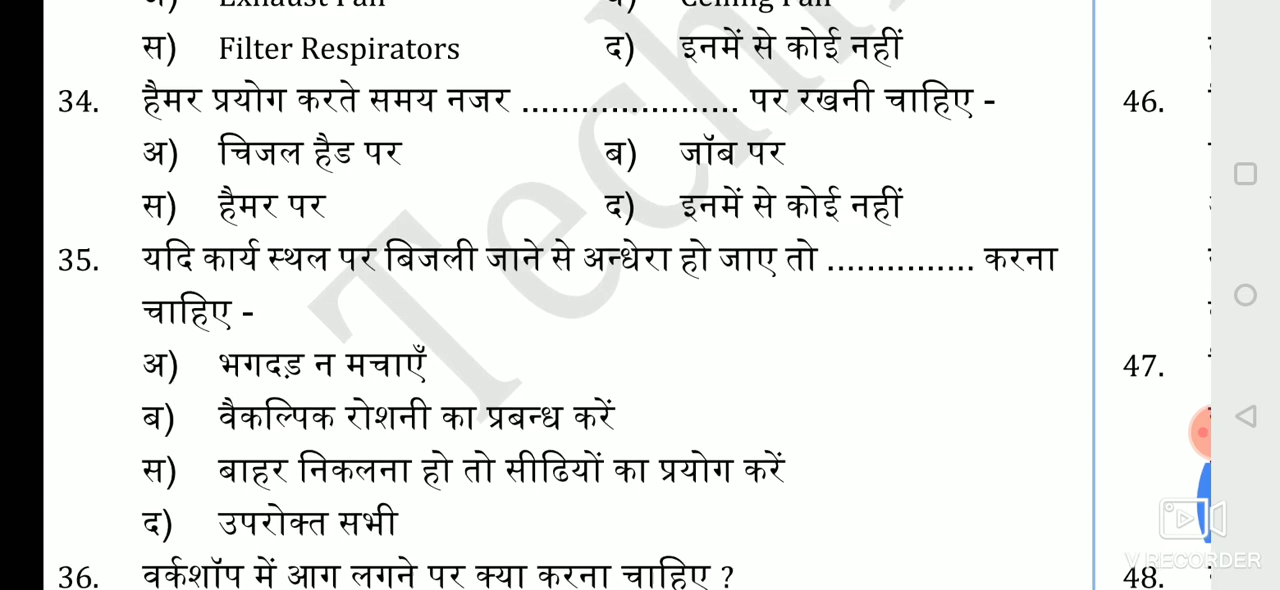 स) Filter Respirators द) इनमें से कोई नहीं
34. हैमर प्रयोग करते समय नजर ...................... पर रखनी चाहिए -
अ) चिजल हैड पर ब) जॉब पर
स) हैमर पर द) इनमें से कोई नहीं
35. यदि कार्य स्थल पर बिजली जाने से अन्धेरा हो जाए तो ............... करना
चाहिए -
अ) भगदड़ न मचाएँ
ब) वैकल्पिक रोशनी का प्रबन्ध करें
स) बाहर निकलना हो तो सीढियों का प्रयोग करें
द) उपरोक्त सभी
36. वर्कशॉप में आग लगने पर क्या करना चाहिए ?
46.
47.
48.
Tech
V RECORDER